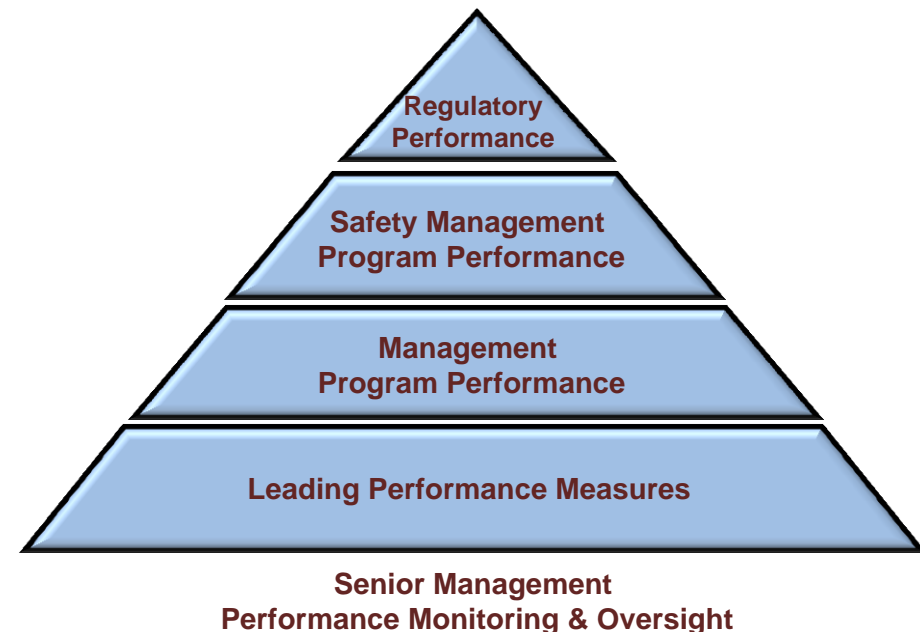 Regulatory
Performance
Safety Management
Program Performance
Management
Program Performance
Leading Performance Measures
Senior Management
Performance Monitoring & Oversight